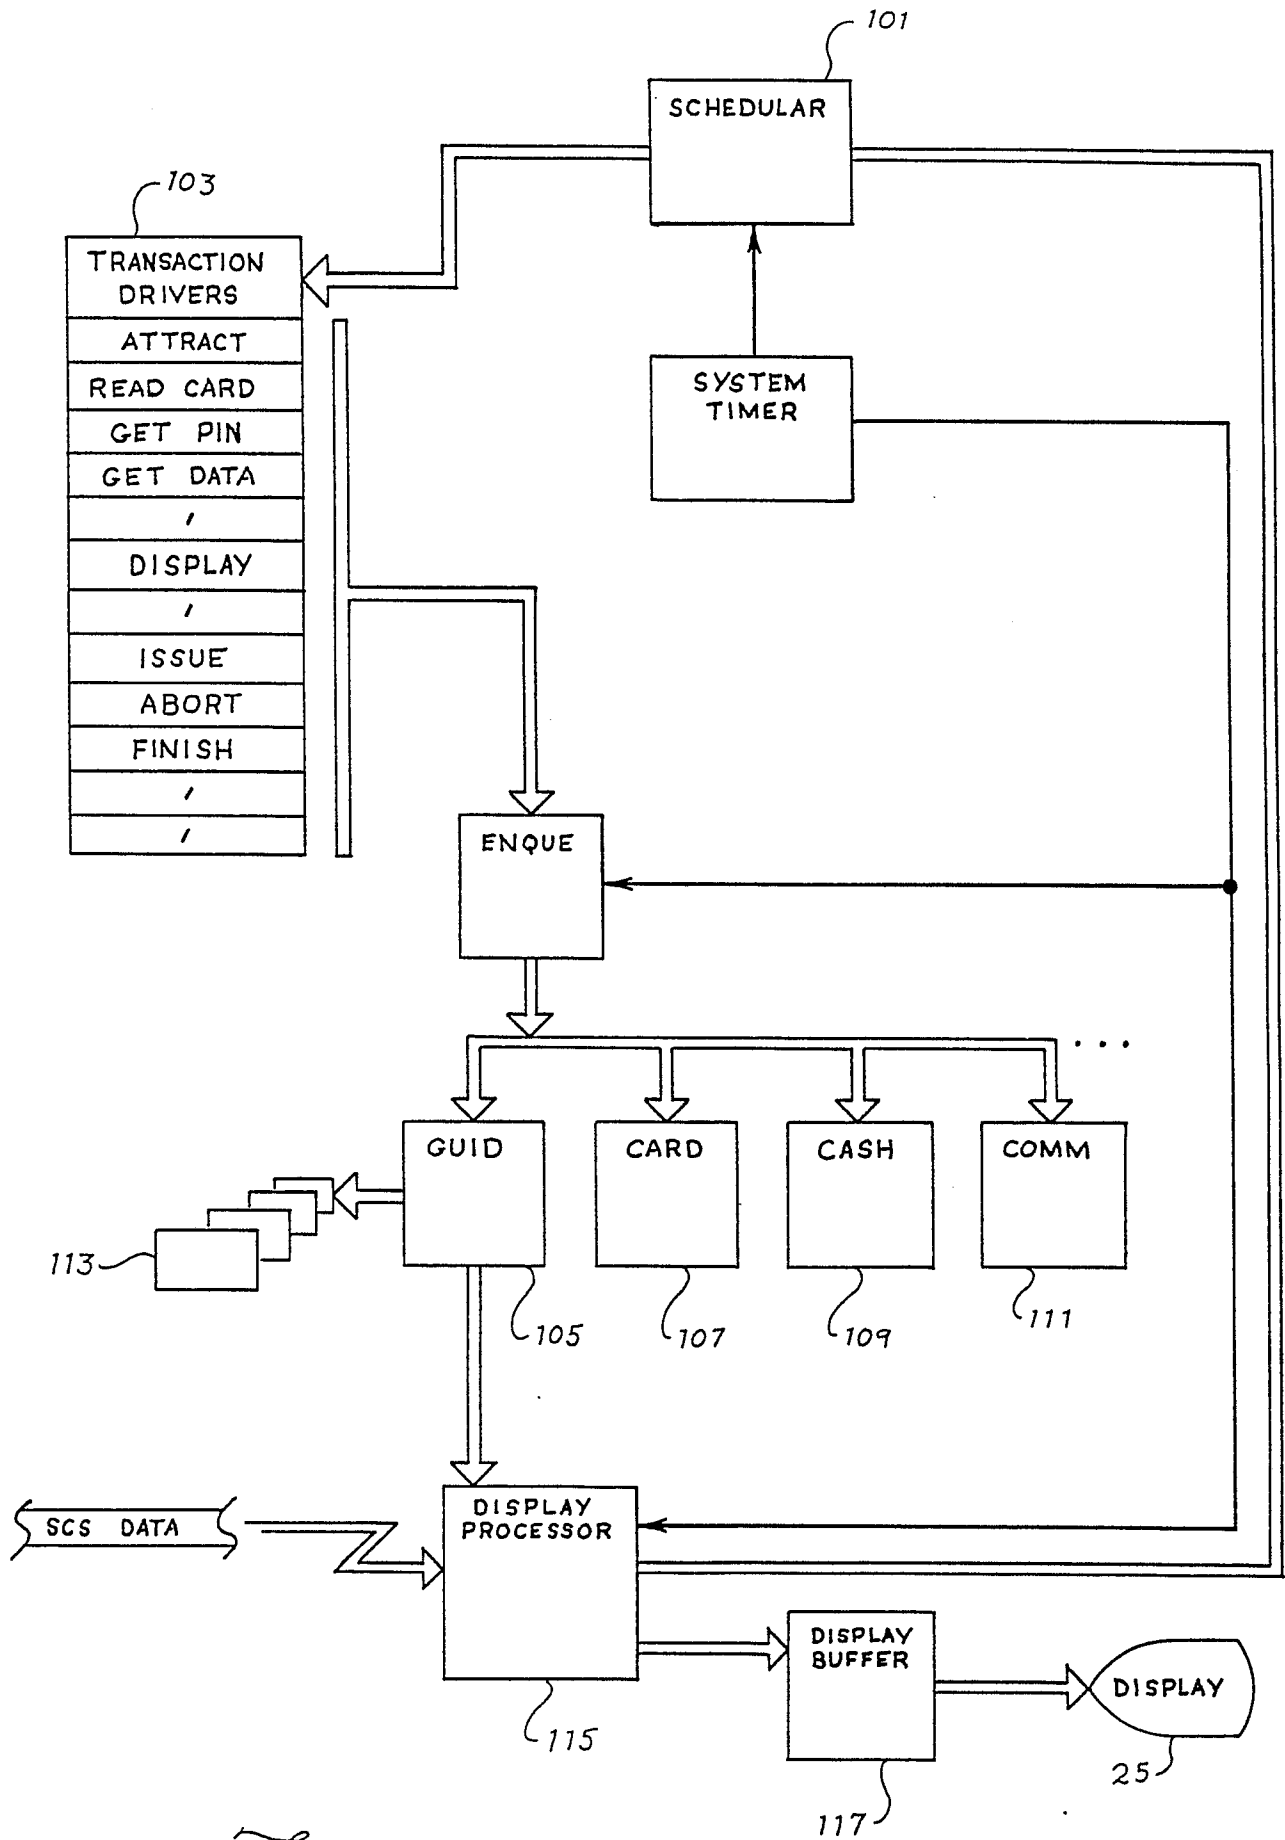 101
SCHEDULAR
103
TRANSACTION
DRIVERS
ATTRACT
READ CARD
GET PIN
GET DATA
DISPLAY
ISSUE
ABORT
FINISH
SYSTEM
TIMER
ENQUE
...
GUID
CARD
CASH
COMM
113
105
107
109
111
SCS DATA
DISPLAY
PROCESSOR
115
DISPLAY
BUFFER
117
DISPLAY
25